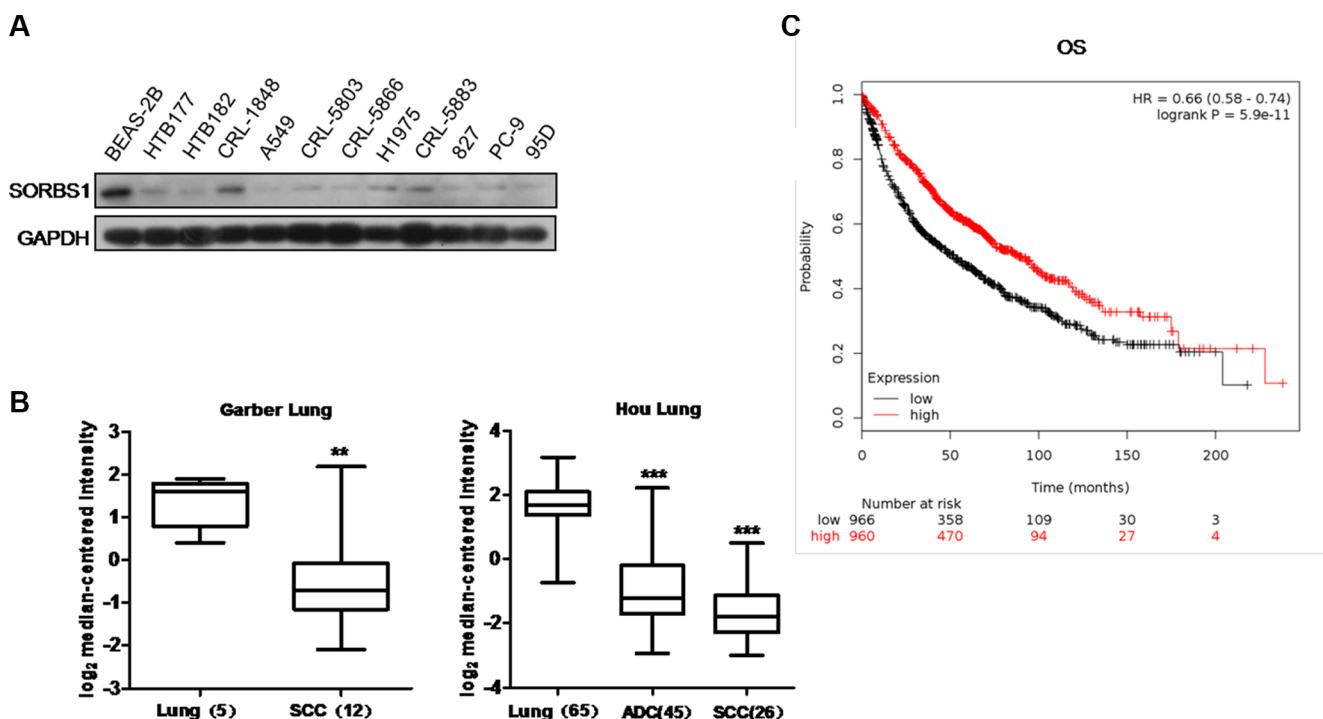 A
BEAS-2B
HTB177
HTB182
CRL-1848
A549
CRL-5803
CRL-5866
H1975
CRL-5883
827
PC-9
95D
SORBS1
GAPDH
B
Garber Lung
log2 median-centered intensity
3
2
1
0
-1
-2
-3
**
Lung (5) SCC (12)
Hou Lung
log2 median-centered intensity
4
2
0
-2
-4
***
***
Lung (65) ADC(45) SCC(26)
C
OS
HR = 0.66 (0.58 - 0.74)
logrank P = 5.9e-11
Probability
1.0
0.8
0.6
0.4
0.2
0.0
Expression
low
high
0 50 100 150 200
Time (months)
Number at risk
low 966 358 109 30 3
high 960 470 94 27 4